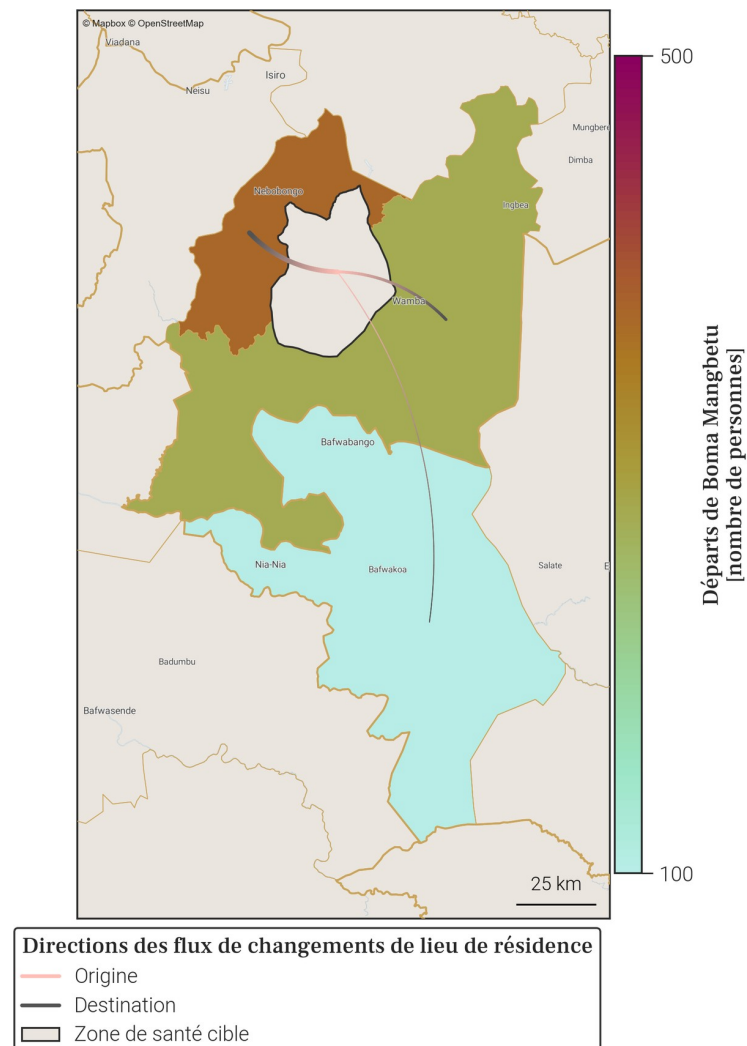 © Mapbox © OpenStreetMap
Viadana
Isiro
Neisu
Mungbere
Dimba
Nebobongo
Ingbea
Wamba
Bafwabango
Nia-Nia
Bafwakoa
Salate
E
Badumbu
Bafwasende
25 km
500
100
Départs de Boma Mangbetu
[nombre de personnes]
Directions des flux de changements de lieu de résidence
Origine
Destination
Zone de santé cible